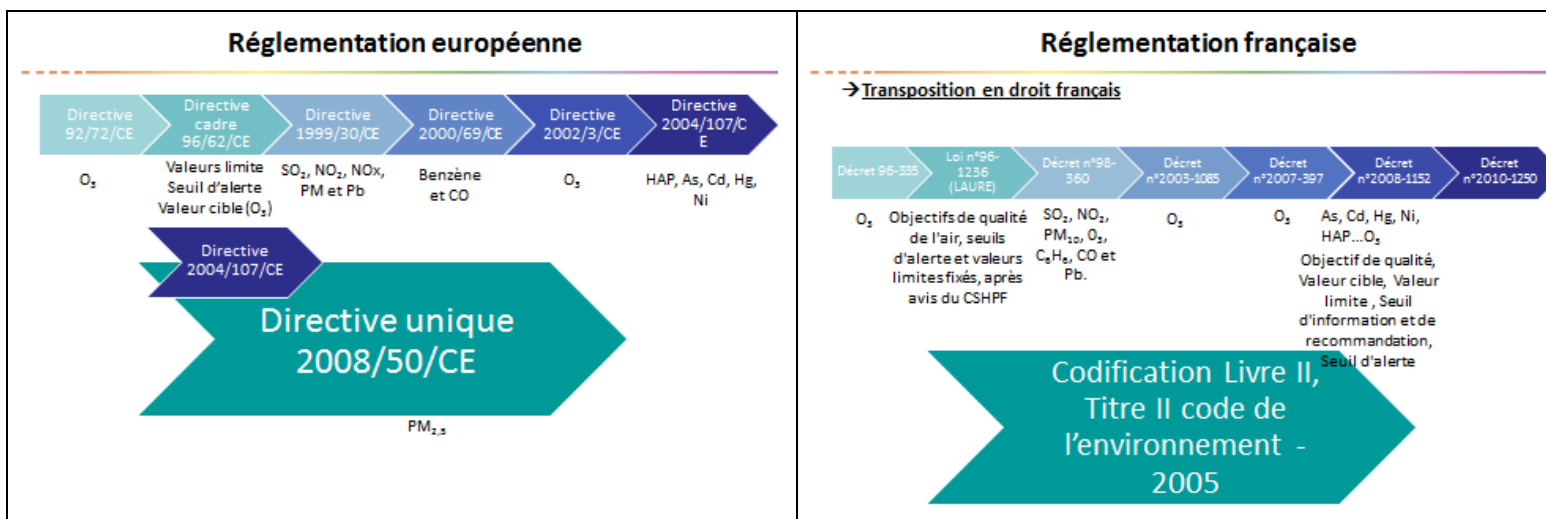 Réglementation européenne
Directive
92/72/CE
Directive
cadre
96/62/CE
Directive
1999/30/CE
Directive
2000/69/CE
Directive
2002/3/CE
Directive
2004/107/C
E
O₃
Valeurs limite
Seuil d'alerte
Valeur cible (O₃)
SO₂, NO₂, NOx,
PM et Pb
Benzène
et CO
O₃
HAP, As, Cd, Hg,
Ni
Directive
2004/107/CE
Directive unique
2008/50/CE
PM₂,₅
Réglementation française
→Transposition en droit français
Décret 96-335
Loi n°96-
1236
(LAURE)
Décret n°98-
360
Décret
n°2003-1085
Décret
n°2007-397
Décret
n°2008-1152
Décret
n°2010-1250
O₃
Objectifs de qualité
de l'air, seuils
d'alerte et valeurs
limites fixés, après
avis du CSHPF
SO₂, NO₂,
PM₁₀, O₃,
C₆H₆, CO et
Pb.
O₃
O₃
As, Cd, Hg, Ni,
HAP...O₃
Objectif de qualité,
Valeur cible, Valeur
limite , Seuil
d'information et de
recommandation,
Seuil d'alerte
Codification Livre II,
Titre II code de
l'environnement -
2005